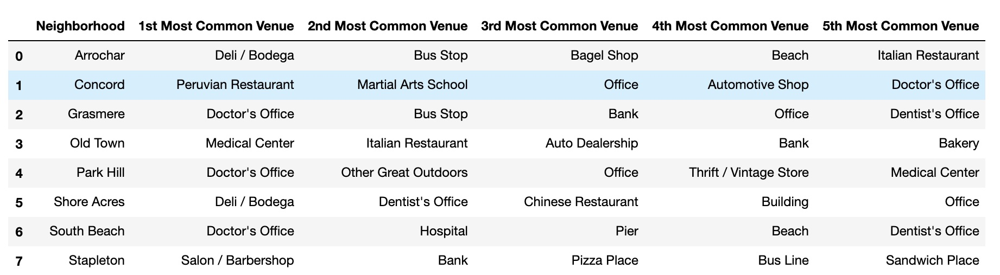 Neighborhood 1st Most Common Venue 2nd Most Common Venue 3rd Most Common Venue 4th Most Common Venue 5th Most Common Venue
0 Arrochar Deli / Bodega Bus Stop Bagel Shop Beach Italian Restaurant
1 Concord Peruvian Restaurant Martial Arts School Office Automotive Shop Doctor's Office
2 Grasmere Doctor's Office Bus Stop Bank Office Dentist's Office
3 Old Town Medical Center Italian Restaurant Auto Dealership Bank Bakery
4 Park Hill Doctor's Office Other Great Outdoors Office Thrift / Vintage Store Medical Center
5 Shore Acres Deli / Bodega Dentist's Office Chinese Restaurant Building Office
6 South Beach Doctor's Office Hospital Pier Beach Dentist's Office
7 Stapleton Salon / Barbershop Bank Pizza Place Bus Line Sandwich Place